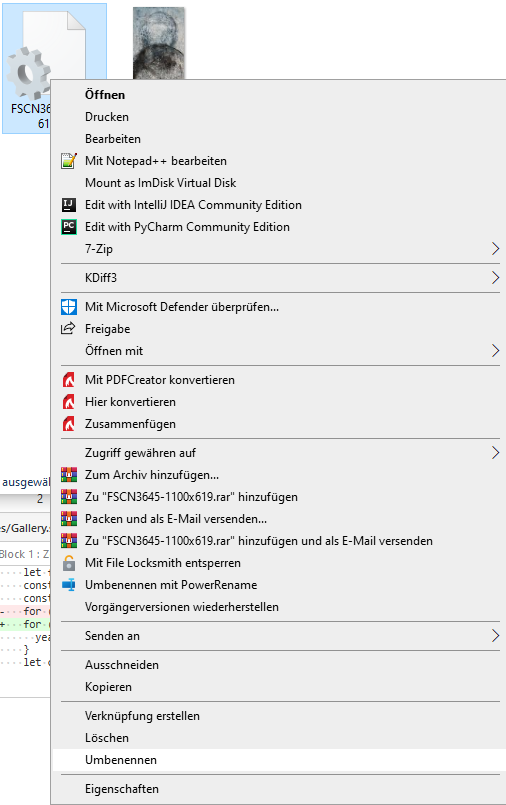 FSCN36
61
Öffnen
Drucken
Bearbeiten
Mit Notepad++ bearbeiten
Mount as ImDisk Virtual Disk
Edit with IntelliJ IDEA Community Edition
Edit with PyCharm Community Edition
7-Zip
KDiff3
Mit Microsoft Defender überprüfen...
Freigabe
Öffnen mit
Mit PDFCreator konvertieren
Hier konvertieren
Zusammenfügen
Zugriff gewähren auf
Zum Archiv hinzufügen...
Zu "FSCN3645-1100x619.rar" hinzufügen
Packen und als E-Mail versenden...
Zu "FSCN3645-1100x619.rar" hinzufügen und als E-Mail versenden
Mit File Locksmith entsperren
Umbenennen mit PowerRename
Vorgängerversionen wiederherstellen
Senden an
Ausschneiden
Kopieren
Verknüpfung erstellen
Löschen
Umbenennen
Eigenschaften
ausgewäl
2
es/Gallery.
Block 1 : Z
let
const
const
- for
+ for
yea
}
let